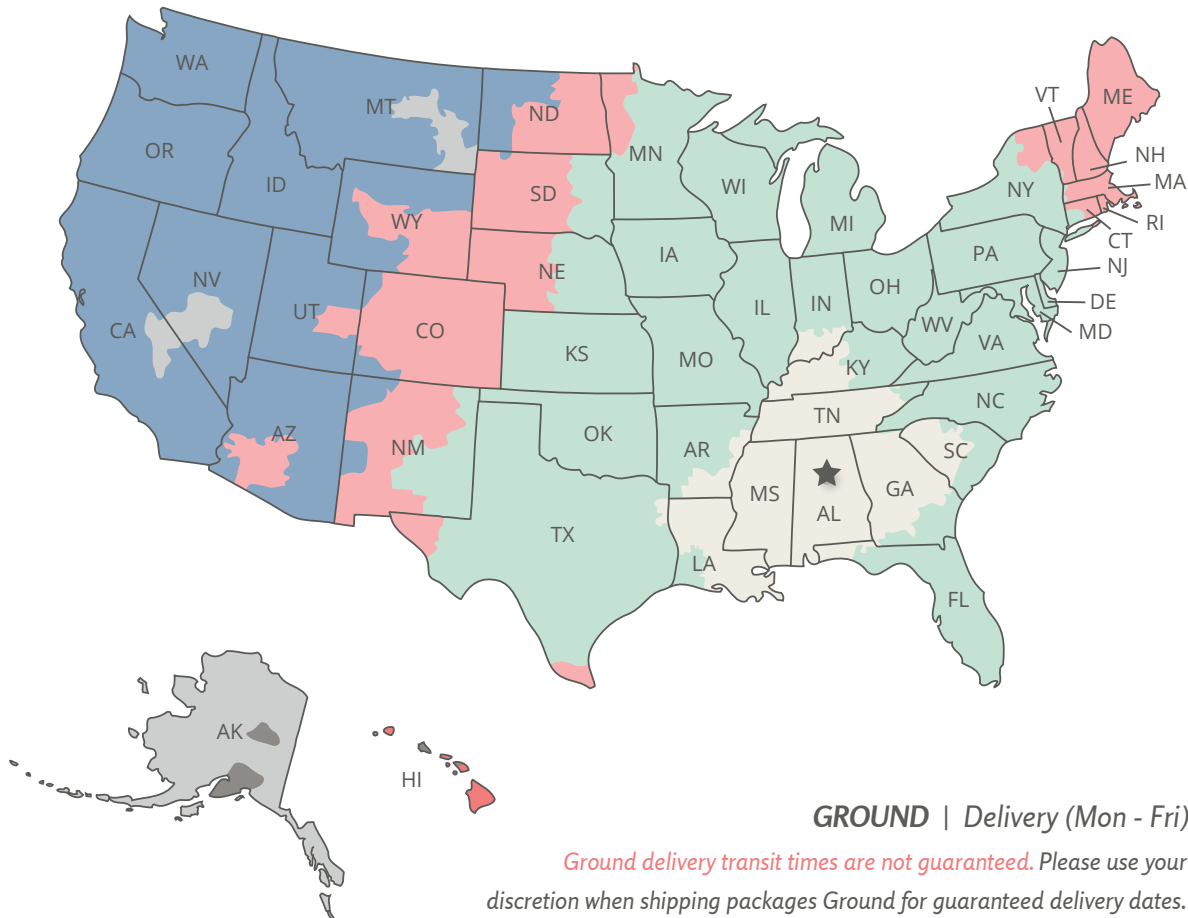 WA
MT
ND
OR
ID
MN
SD
WI
WY
MI
IA
NE
NV
UT
CA
CO
IL
IN
OH
PA
NY
VT
ME
NH
MA
RI
CT
NJ
DE
MD
WV
VA
KS
MO
KY
NC
TN
AZ
NM
OK
AR
SC
MS
AL
GA
TX
LA
FL
AK
HI
GROUND | Delivery (Mon - Fri)
Ground delivery transit times are not guaranteed. Please use your
discretion when shipping packages Ground for guaranteed delivery dates.